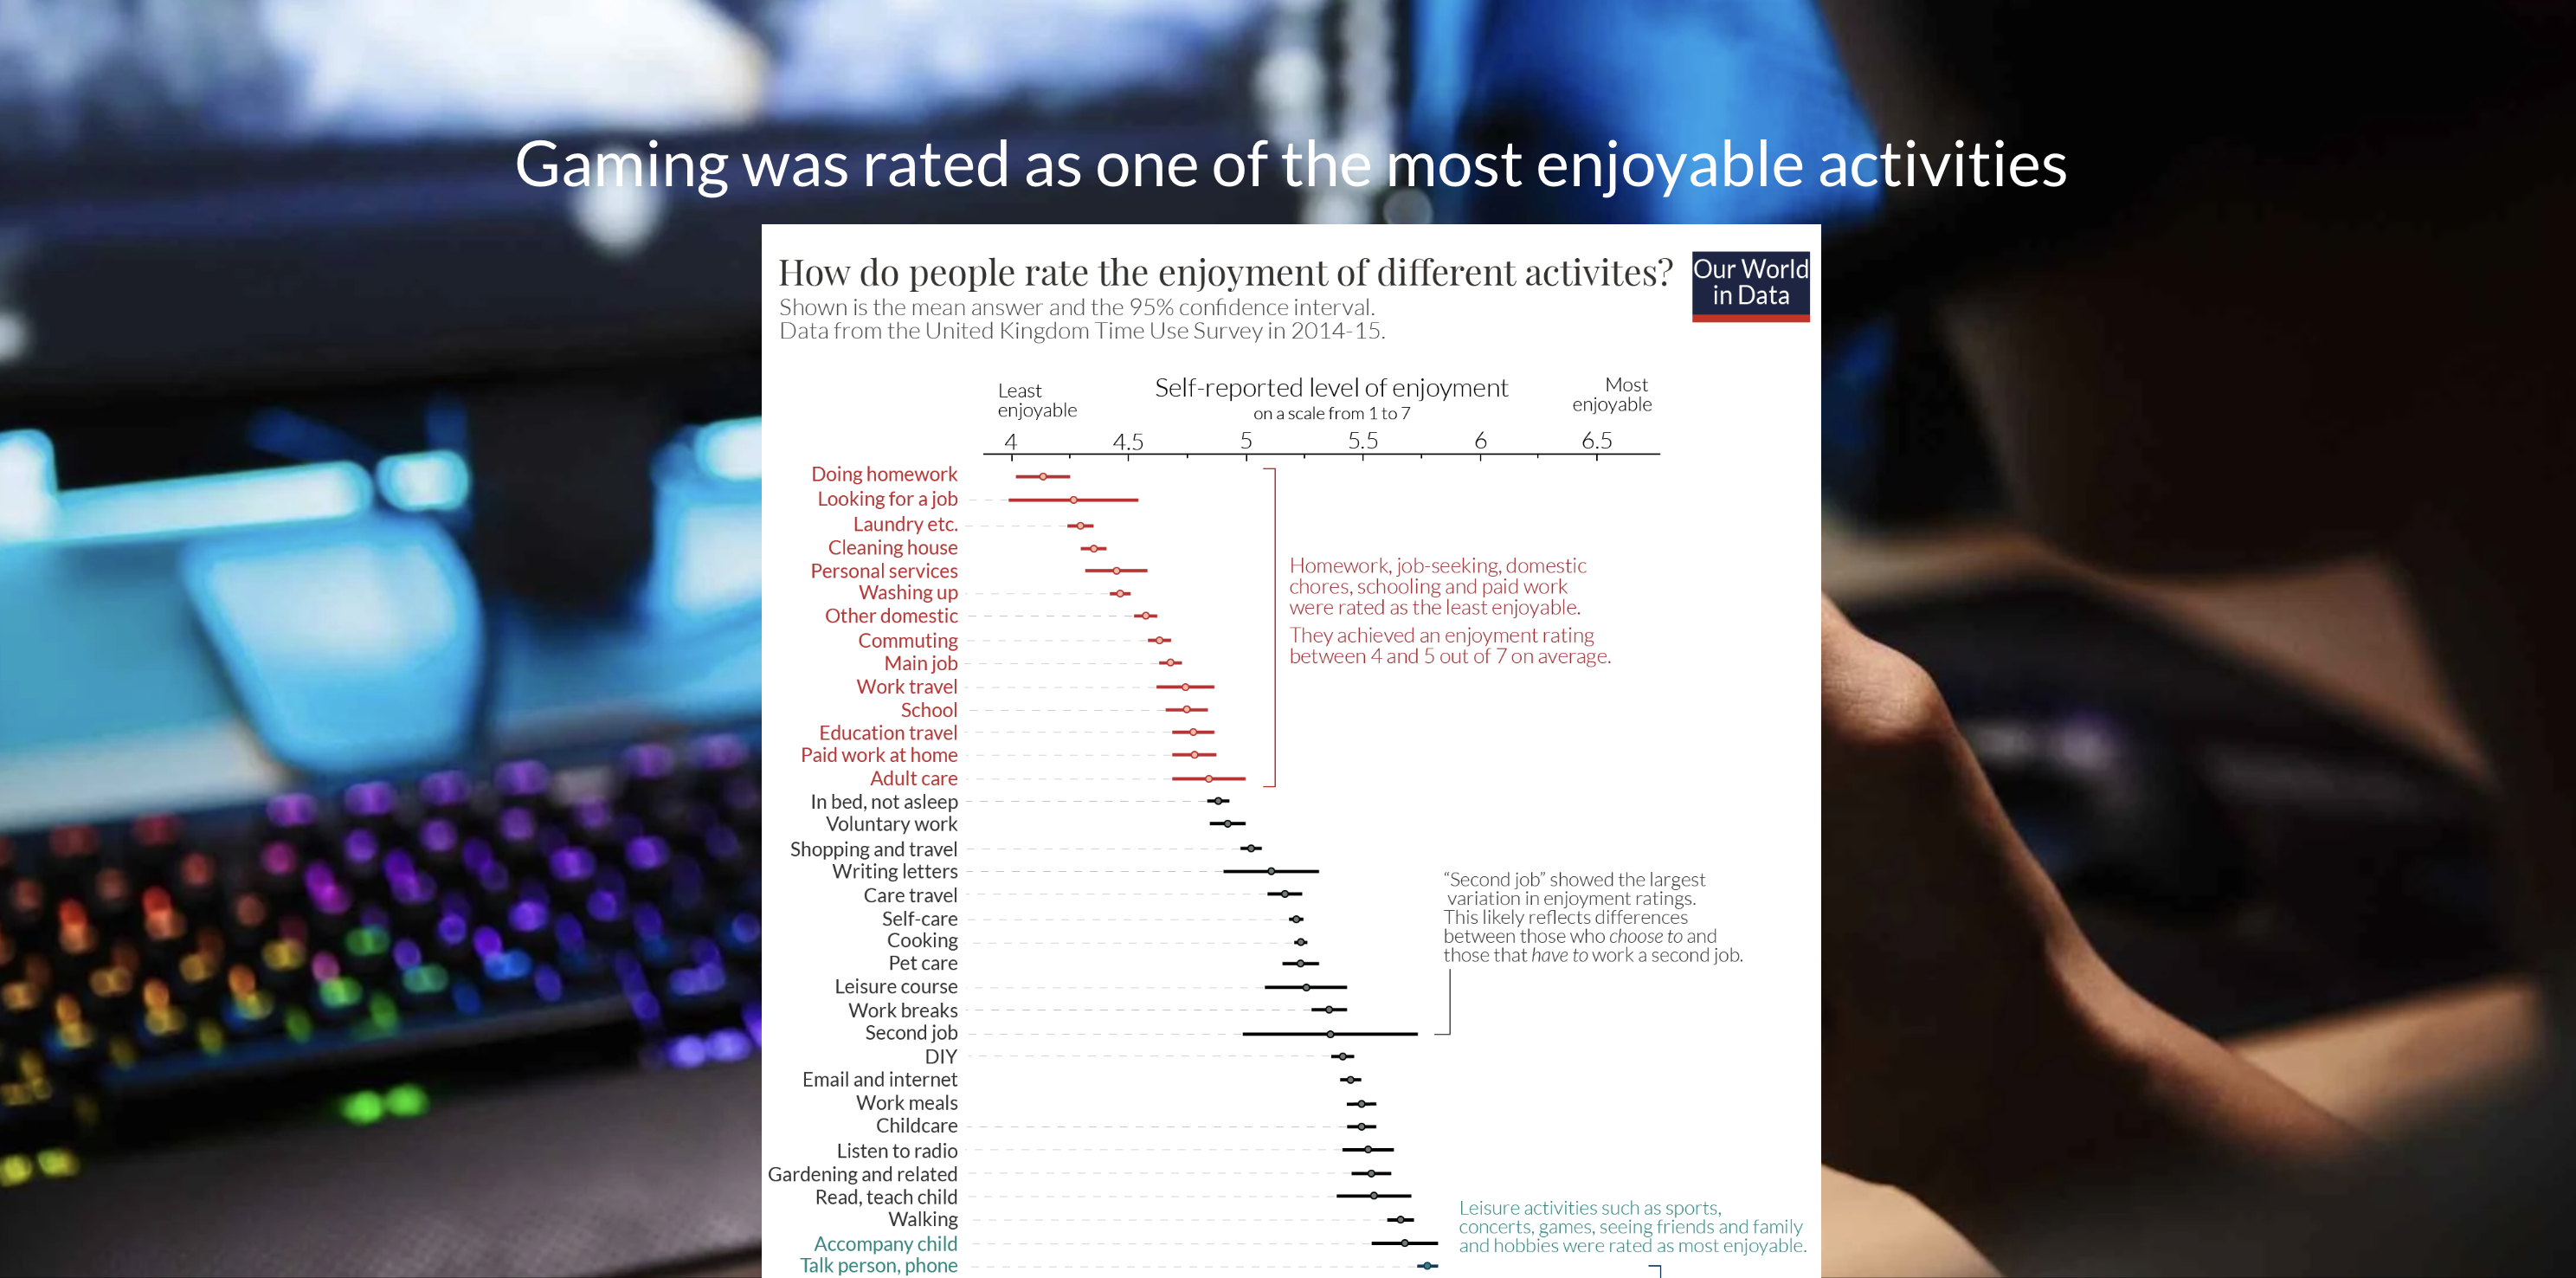 Gaming was rated as one of the most enjoyable activities
How do people rate the enjoyment of different activites?
Our World
in Data
Shown is the mean answer and the 95% confidence interval.
Data from the United Kingdom Time Use Survey in 2014-15.
Least
enjoyable
Self-reported level of enjoyment
on a scale from 1 to 7
Most
enjoyable
4 4.5 5 5.5 6 6.5
Doing homework
Looking for a job
Laundry etc.
Cleaning house
Personal services
Washing up
Other domestic
Commuting
Main job
Work travel
School
Education travel
Paid work at home
Adult care
Homework, job-seeking, domestic
chores, schooling and paid work
were rated as the least enjoyable.
They achieved an enjoyment rating
between 4 and 5 out of 7 on average.
In bed, not asleep
Voluntary work
Shopping and travel
Writing letters
Care travel
Self-care
Cooking
Pet care
Leisure course
Work breaks
Second job
"Second job" showed the largest
variation in enjoyment ratings.
This likely reflects differences
between those who choose to and
those that have to work a second job.
DIY
Email and internet
Work meals
Childcare
Listen to radio
Gardening and related
Read, teach child
Walking
Accompany child
Talk person, phone
Leisure activities such as sports,
concerts, games, seeing friends and family
and hobbies were rated as most enjoyable.